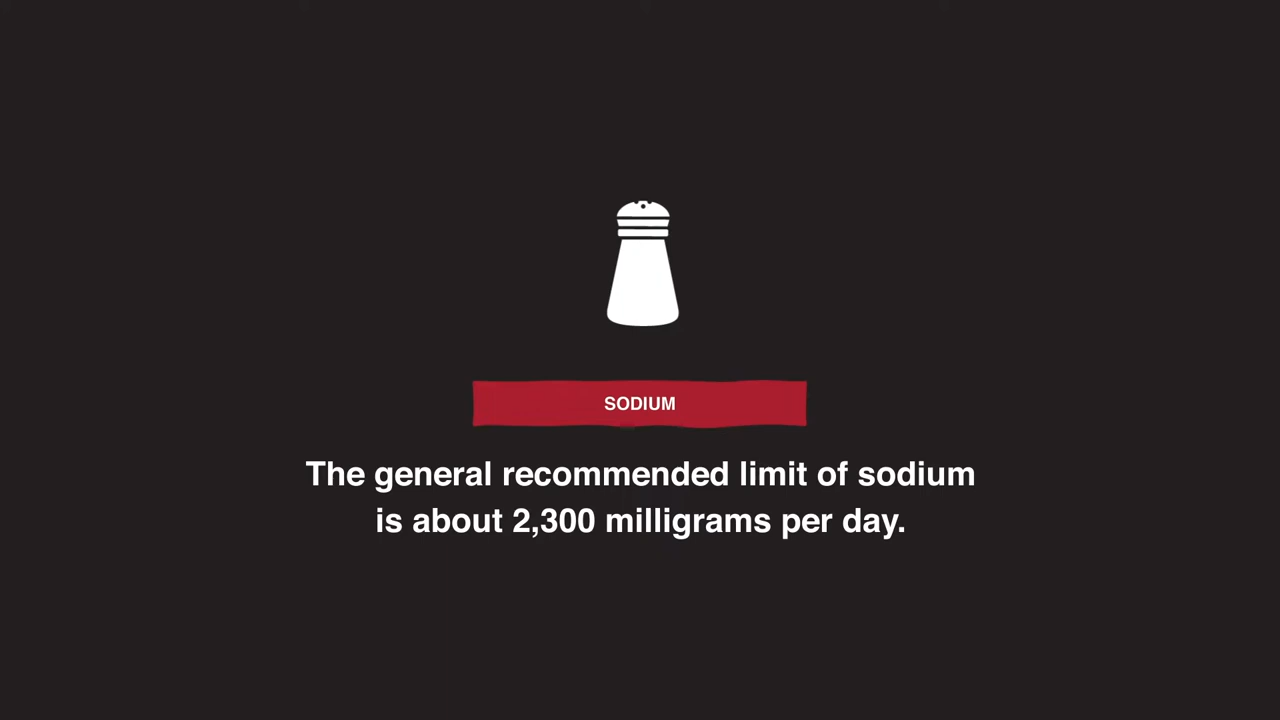 SODIUM
The general recommended limit of sodium
is about 2,300 milligrams per day.